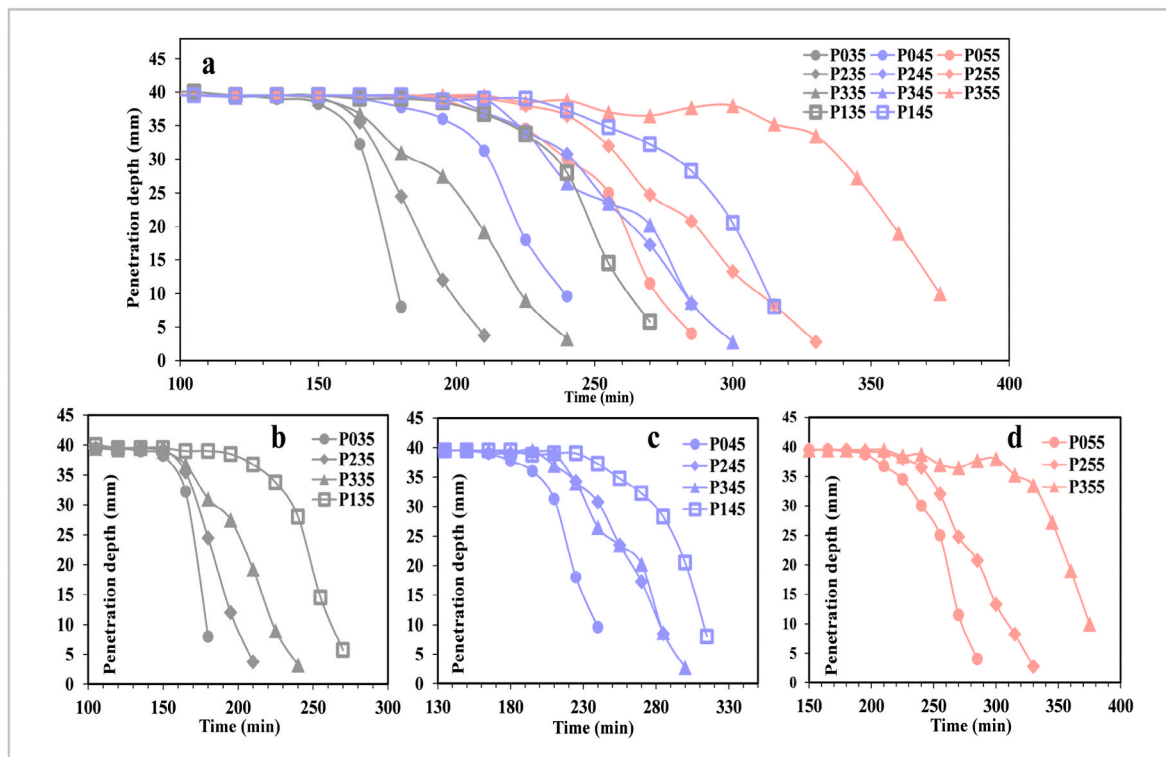 a
45
40
35
30
25
20
15
10
5
0
Penetration depth (mm)
P035 P045 P055
P235 P245 P255
P335 P345 P355
P135 P145
100 150 200 250 300 350 400
Time (min)
b
45
40
35
30
25
20
15
10
5
0
Penetration depth (mm)
P035
P235
P335
P135
100 150 200 250 300
Time (min)
c
45
40
35
30
25
20
15
10
5
0
Penetration depth (mm)
P045
P245
P345
P145
130 180 230 280 330
Time (min)
d
45
40
35
30
25
20
15
10
5
0
Penetration depth (mm)
P055
P255
P355
150 200 250 300 350 400
Time (min)